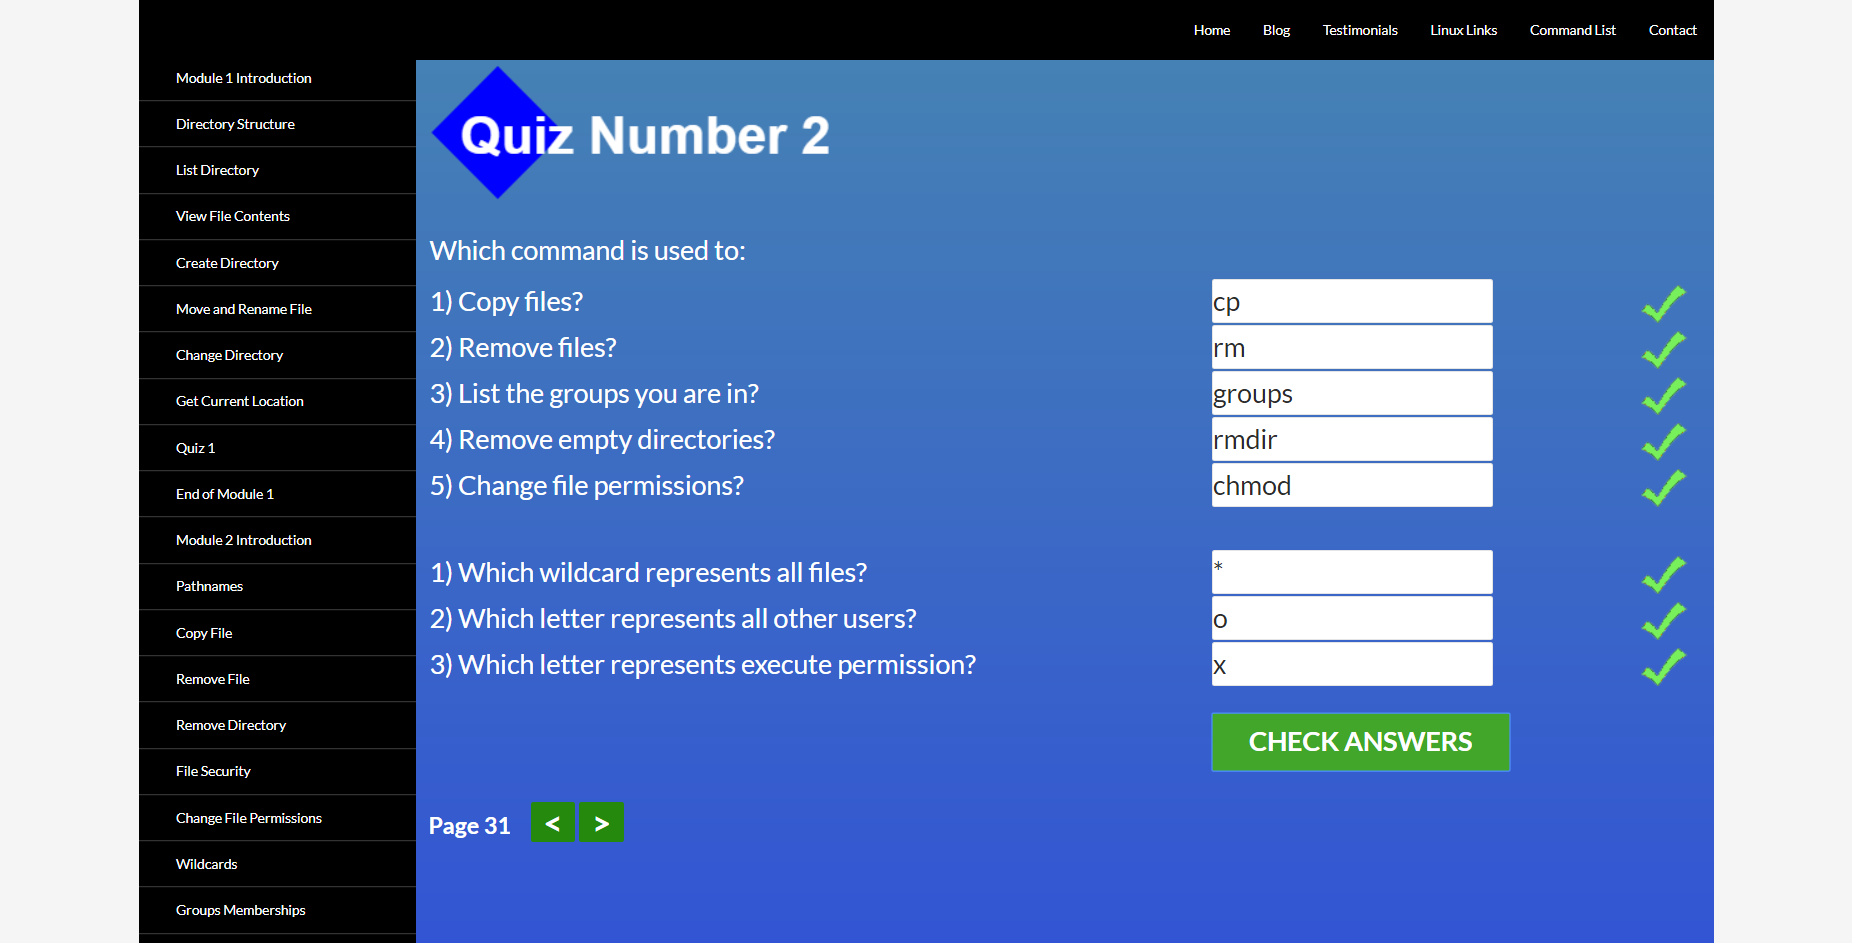 Home Blog Testimonials Linux Links Command List Contact
Module 1 Introduction
Directory Structure
List Directory
View File Contents
Create Directory
Move and Rename File
Change Directory
Get Current Location
Quiz 1
End of Module 1
Module 2 Introduction
Pathnames
Copy File
Remove File
Remove Directory
File Security
Change File Permissions
Wildcards
Groups Memberships
Quiz Number 2
Which command is used to:
1) Copy files? cp
2) Remove files? rm
3) List the groups you are in? groups
4) Remove empty directories? rmdir
5) Change file permissions? chmod
1) Which wildcard represents all files? *
2) Which letter represents all other users? o
3) Which letter represents execute permission? x
CHECK ANSWERS
Page 31 < >